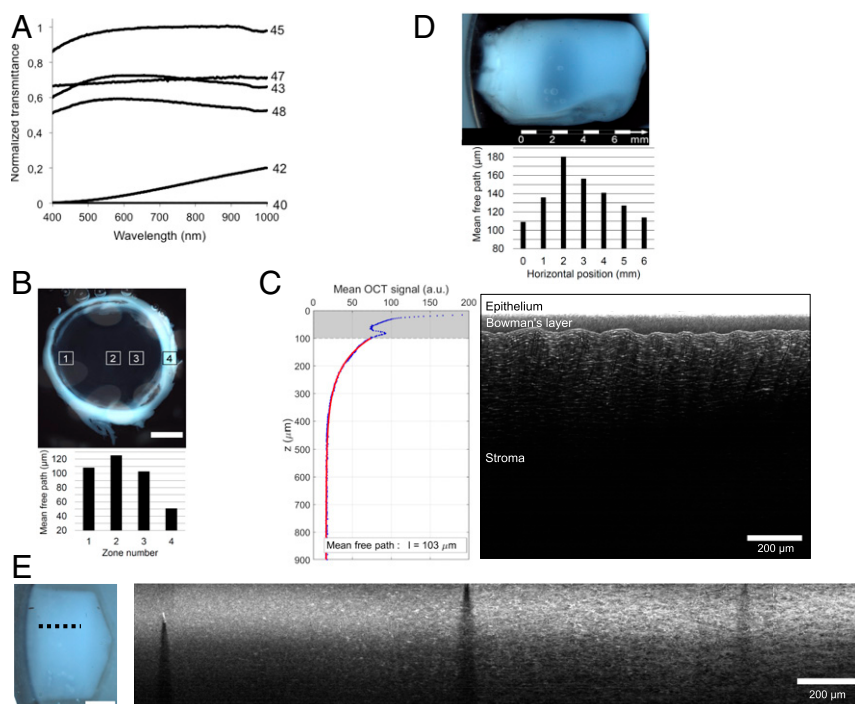 A
Normalized transmittance
1
0,8
0,6
0,4
0,2
0
45
47
43
48
42
40
400 500 600 700 800 900 1000
Wavelength (nm)
D
0 2 4 6 mm
Mean free path (µm)
180
160
140
120
100
80
0 1 2 3 4 5 6
Horizontal position (mm)
B
1 2 3 4
Mean free path (µm)
120
100
80
60
40
20
1 2 3 4
Zone number
C
Mean OCT signal (a.u.)
0 50 100 150 200
z (µm)
0
100
200
300
400
500
600
700
800
900
Mean free path : l = 103 µm
Epithelium
Bowman's layer
Stroma
200 µm
E
200 µm